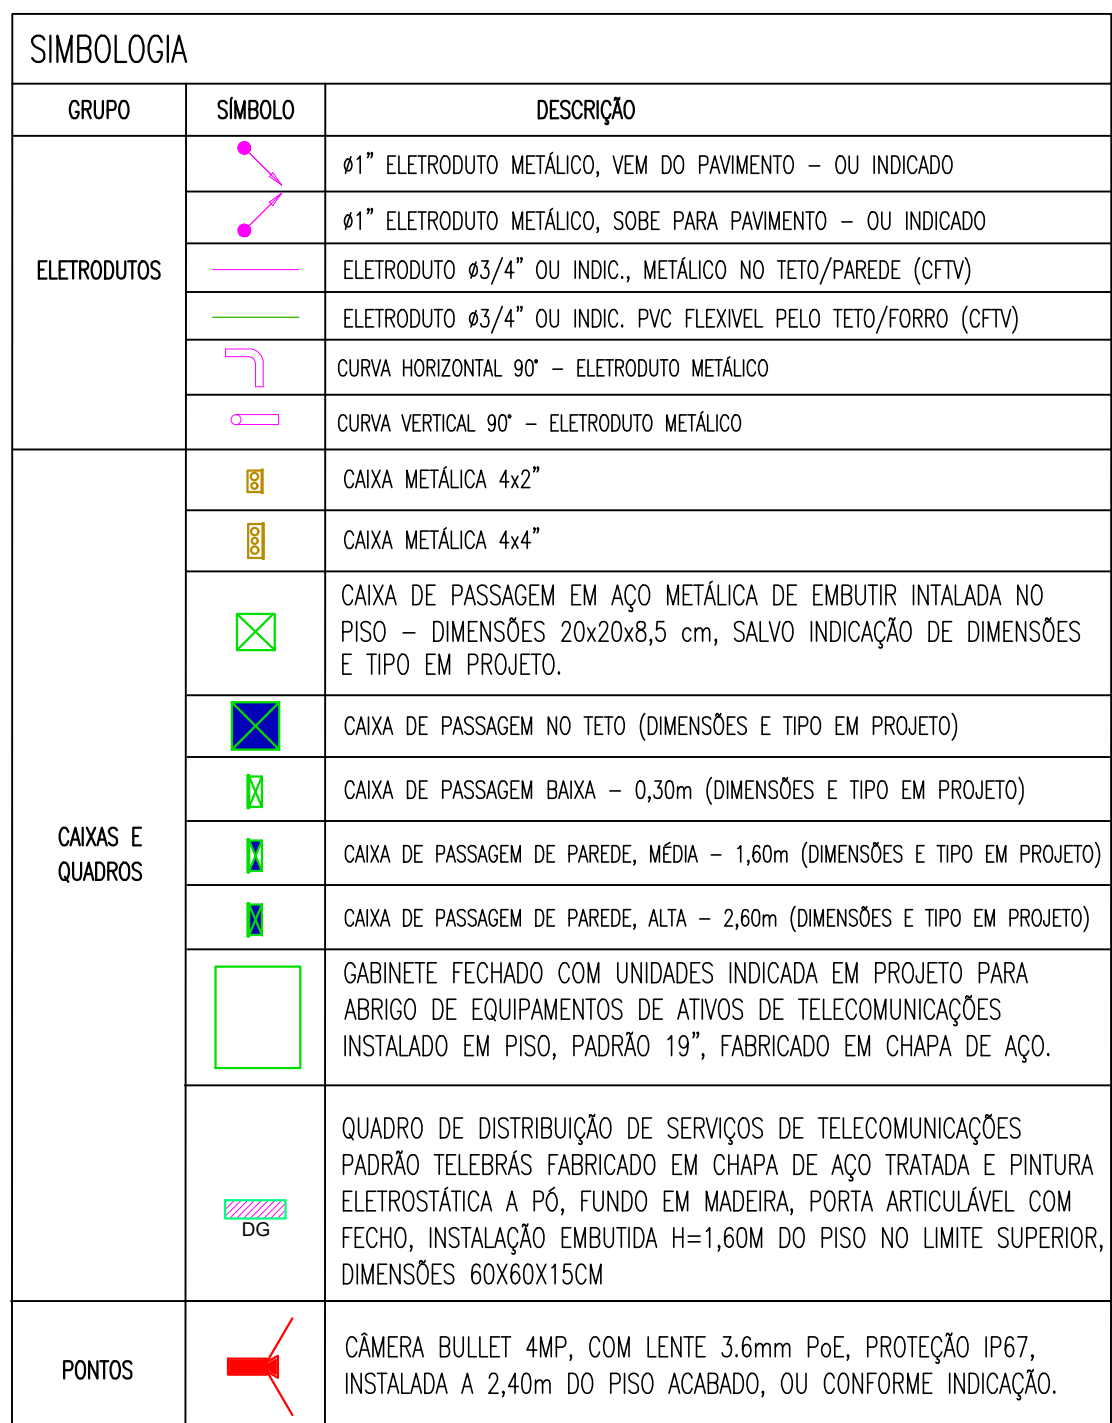 SIMBOLOGIA
GRUPO SÍMBOLO DESCRIÇÃO
ELETRODUTOS
ø1” ELETRODUTO METÁLICO, VEM DO PAVIMENTO – OU INDICADO
ø1” ELETRODUTO METÁLICO, SOBE PARA PAVIMENTO – OU INDICADO
ELETRODUTO ø3/4” OU INDIC., METÁLICO NO TETO/PAREDE (CFTV)
ELETRODUTO ø3/4” OU INDIC. PVC FLEXIVEL PELO TETO/FORRO (CFTV)
CURVA HORIZONTAL 90° – ELETRODUTO METÁLICO
CURVA VERTICAL 90° – ELETRODUTO METÁLICO
CAIXAS E
QUADROS
CAIXA METÁLICA 4x2”
CAIXA METÁLICA 4x4”
CAIXA DE PASSAGEM EM AÇO METÁLICA DE EMBUTIR INTALADA NO
PISO – DIMENSÕES 20x20x8,5 cm, SALVO INDICAÇÃO DE DIMENSÕES
E TIPO EM PROJETO.
CAIXA DE PASSAGEM NO TETO (DIMENSÕES E TIPO EM PROJETO)
CAIXA DE PASSAGEM BAIXA – 0,30m (DIMENSÕES E TIPO EM PROJETO)
CAIXA DE PASSAGEM DE PAREDE, MÉDIA – 1,60m (DIMENSÕES E TIPO EM PROJETO)
CAIXA DE PASSAGEM DE PAREDE, ALTA – 2,60m (DIMENSÕES E TIPO EM PROJETO)
GABINETE FECHADO COM UNIDADES INDICADA EM PROJETO PARA
ABRIGO DE EQUIPAMENTOS DE ATIVOS DE TELECOMUNICAÇÕES
INSTALADO EM PISO, PADRÃO 19”, FABRICADO EM CHAPA DE AÇO.
DG
QUADRO DE DISTRIBUIÇÃO DE SERVIÇOS DE TELECOMUNICAÇÕES
PADRÃO TELEBRÁS FABRICADO EM CHAPA DE AÇO TRATADA E PINTURA
ELETROSTÁTICA A PÓ, FUNDO EM MADEIRA, PORTA ARTICULÁVEL COM
FECHO, INSTALAÇÃO EMBUTIDA H=1,60M DO PISO NO LIMITE SUPERIOR,
DIMENSÕES 60X60X15CM
PONTOS
CÂMERA BULLET 4MP, COM LENTE 3.6mm PoE, PROTEÇÃO IP67,
INSTALADA A 2,40m DO PISO ACABADO, OU CONFORME INDICAÇÃO.